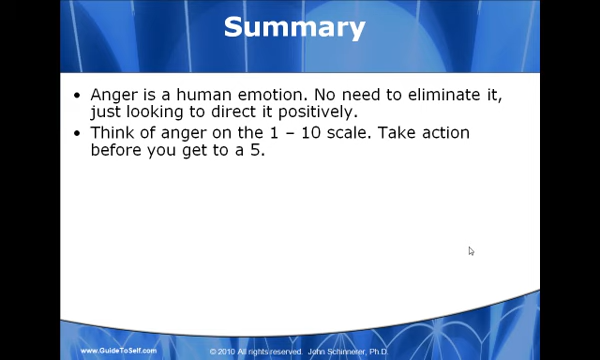 Summary
• Anger is a human emotion. No need to eliminate it,
just looking to direct it positively.
• Think of anger on the 1 – 10 scale. Take action
before you get to a 5.
www.GuideToSelf.com
© 2010 All rights reserved. John Schinnerer, Ph.D.